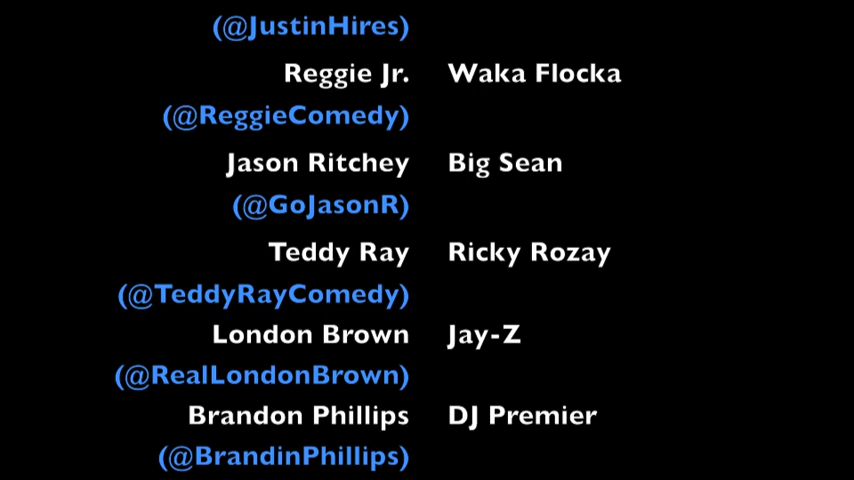 (@JustinHires)
Reggie Jr. Waka Flocka
(@ReggieComedy)
Jason Ritchey Big Sean
(@GoJasonR)
Teddy Ray Ricky Rozay
(@TeddyRayComedy)
London Brown Jay-Z
(@RealLondonBrown)
Brandon Phillips DJ Premier
(@BrandinPhillips)